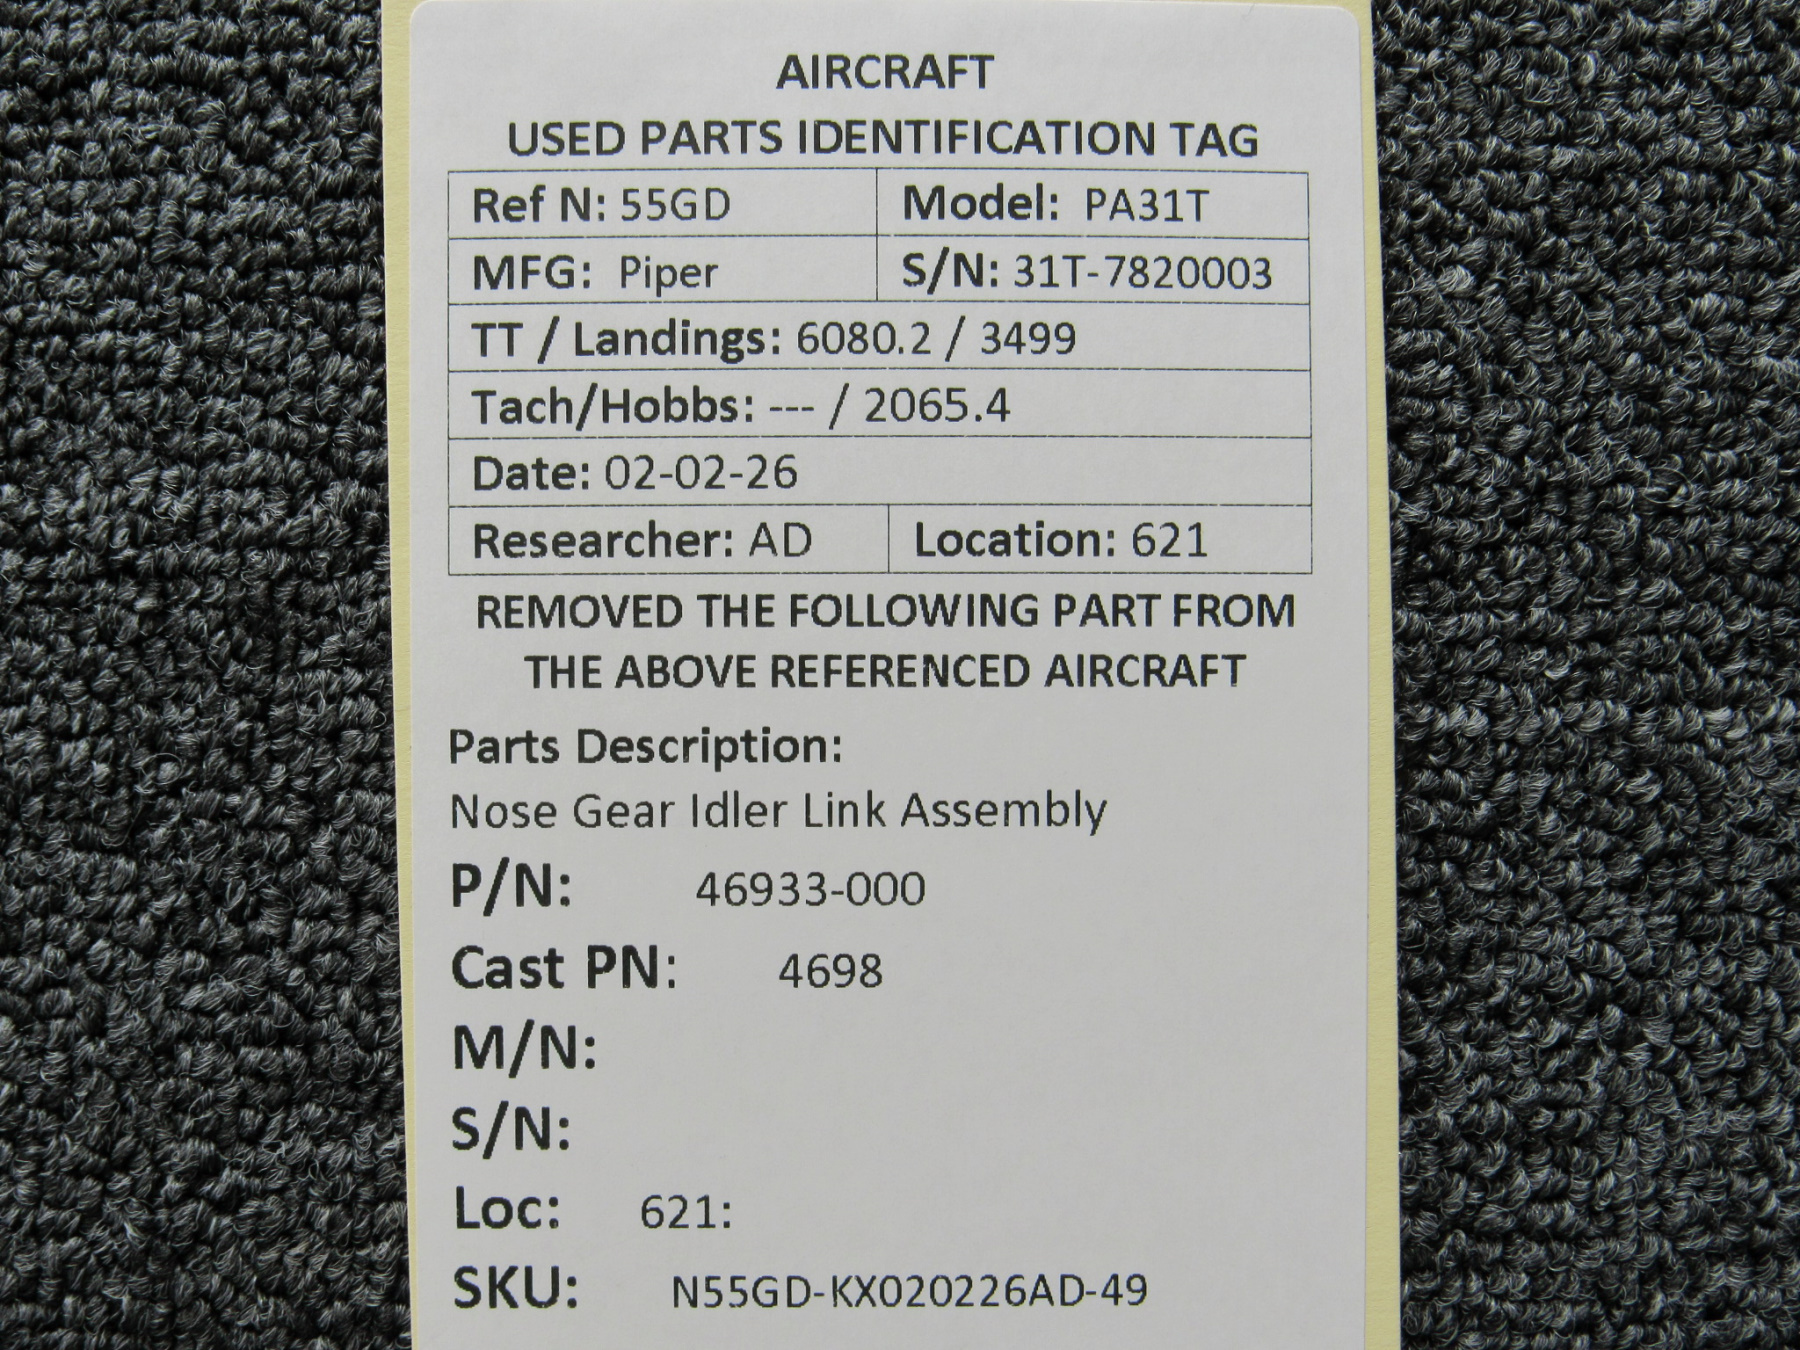 AIRCRAFT
USED PARTS IDENTIFICATION TAG
Ref N: 55GD Model: PA31T
MFG: Piper S/N: 31T-7820003
TT / Landings: 6080.2 / 3499
Tach/Hobbs: --- / 2065.4
Date: 02-02-26
Researcher: AD Location: 621
REMOVED THE FOLLOWING PART FROM
THE ABOVE REFERENCED AIRCRAFT
Parts Description:
Nose Gear Idler Link Assembly
P/N: 46933-000
Cast PN: 4698
M/N:
S/N:
Loc: 621:
SKU: N55GD-KX020226AD-49